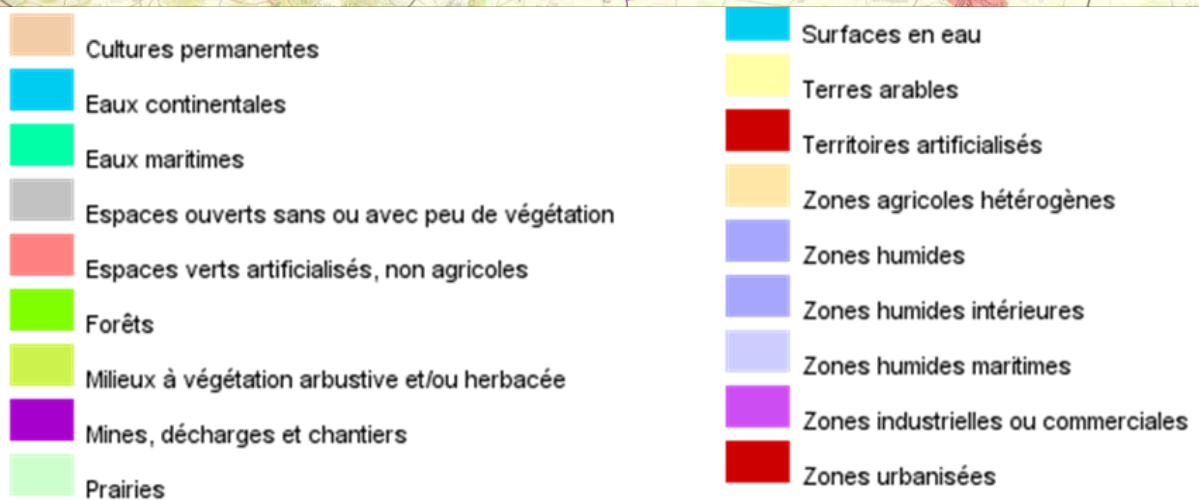 Cultures permanentes
Eaux continentales
Eaux maritimes
Espaces ouverts sans ou avec peu de végétation
Espaces verts artificialisés, non agricoles
Forêts
Milieux à végétation arbustive et/ou herbacée
Mines, décharges et chantiers
Prairies
Surfaces en eau
Terres arables
Territoires artificialisés
Zones agricoles hétérogènes
Zones humides
Zones humides intérieures
Zones humides maritimes
Zones industrielles ou commerciales
Zones urbanisées